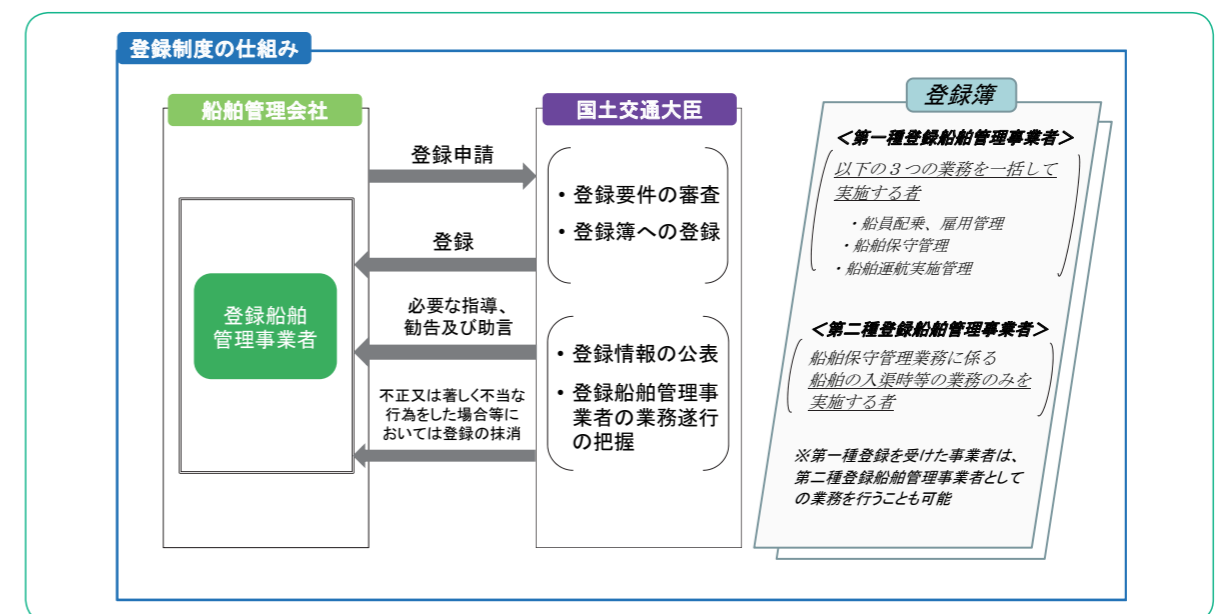 登録制度の仕組み
船舶管理会社
国土交通大臣
登録申請
・登録要件の審査
・登録簿への登録
登録
登録船舶
管理事業者
必要な指導、
勧告及び助言
・登録情報の公表
・登録船舶管理事
業者の業務遂行
の把握
不正又は著しく不当な
行為をした場合等に
おいては登録の抹消
登録簿
<第一種登録船舶管理事業者>
以下の3つの業務を一括して
実施する者
・船員配乗、雇用管理
・船舶保守管理
・船舶運航実施管理
<第二種登録船舶管理事業者>
船舶保守管理業務に係る
船舶の入渠時等の業務のみを
実施する者
※第一種登録を受けた事業者は、
第二種登録船舶管理事業者として
の業務を行うことも可能